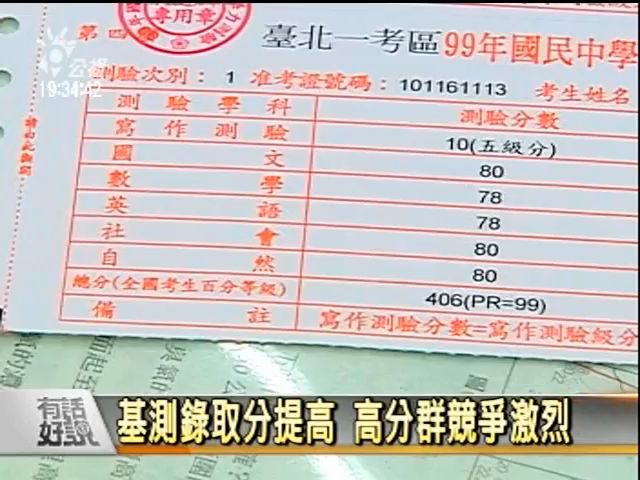 專用章
第四
臺北一考區99年國民中學
公視
測驗次別：1 准考證號碼：101161113 考生姓名
19:34:42
測驗學科 測驗分數
寫作測驗 10(五級分)
國文 80
數學 78
英語 78
社會 80
自然 80
總分(全國考生百分等級) 406(PR=99)
備註 寫作測驗分數=寫作測驗級分
有話好說
基測錄取分提高 高分群競爭激烈